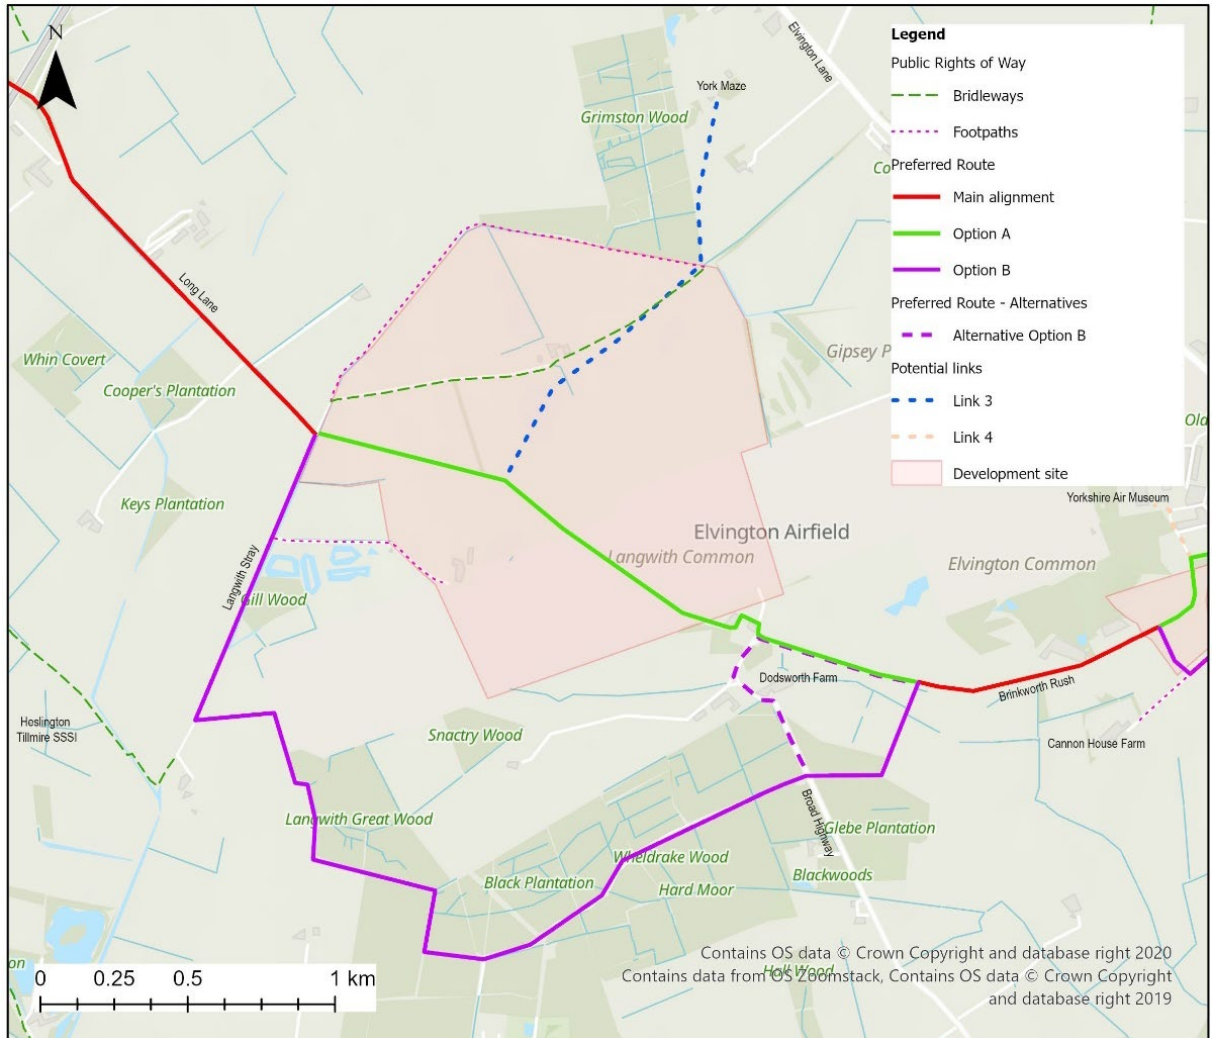 N
York Maze
Elvington Lane
Grimston Wood
Co
Long Lane
Whin Covert
Cooper's Plantation
Gipsey P
Keys Plantation
Langwith Stray
Gill Wood
Elvington Airfield
Langwith Common
Elvington Common
Yorkshire Air Museum
Old
Legend
Public Rights of Way
Bridleways
Footpaths
Preferred Route
Main alignment
Option A
Option B
Preferred Route - Alternatives
Alternative Option B
Potential links
Link 3
Link 4
Development site
Dodsworth Farm
Brinkworth Rush
Cannon House Farm
Heslington
Tillmire SSSI
Snactry Wood
Langwith Great Wood
Black Plantation
Wheldrake Wood
Hard Moor
Broad Highway
Glebe Plantation
Blackwoods
Hall Wood
on
0 0.25 0.5 1 km
Contains OS data © Crown Copyright and database right 2020
Contains data from OS Zoomstack, Contains OS data © Crown Copyright
and database right 2019